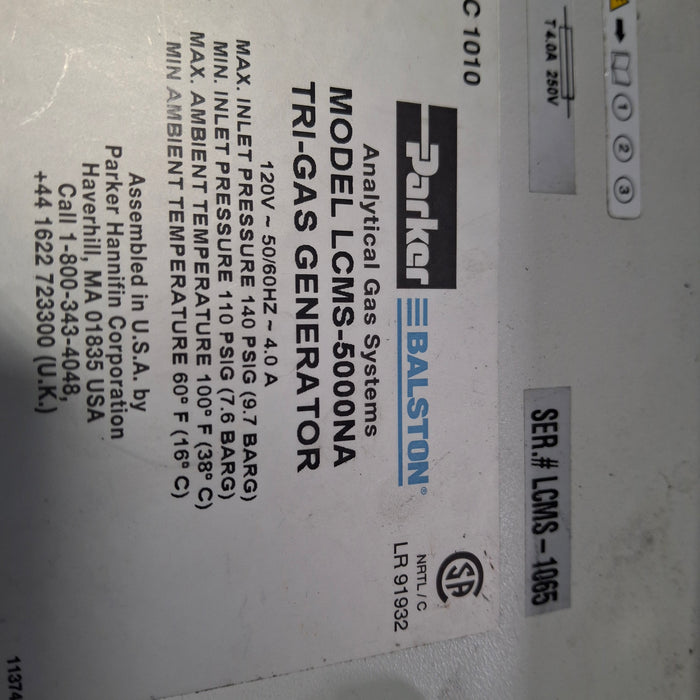 1 2 3
T 4.0A 250V
SER.# LCMS-1065
C 1010
Parker BALSTON®
Analytical Gas Systems
MODEL LCMS-5000NA
TRI-GAS GENERATOR
120V ~ 50/60HZ ~ 4.0 A
MAX. INLET PRESSURE 140 PSIG (9.7 BARG)
MIN. INLET PRESSURE 110 PSIG (7.6 BARG)
MAX. AMBIENT TEMPERATURE 100° F (38° C)
MIN AMBIENT TEMPERATURE 60° F (16° C)
Assembled in U.S.A. by
Parker Hannifin Corporation
Haverhill, MA 01835 USA
Call 1-800-343-4048,
+44 1622 723300 (U.K.)
SA
NRTL / C
LR 91932
11374